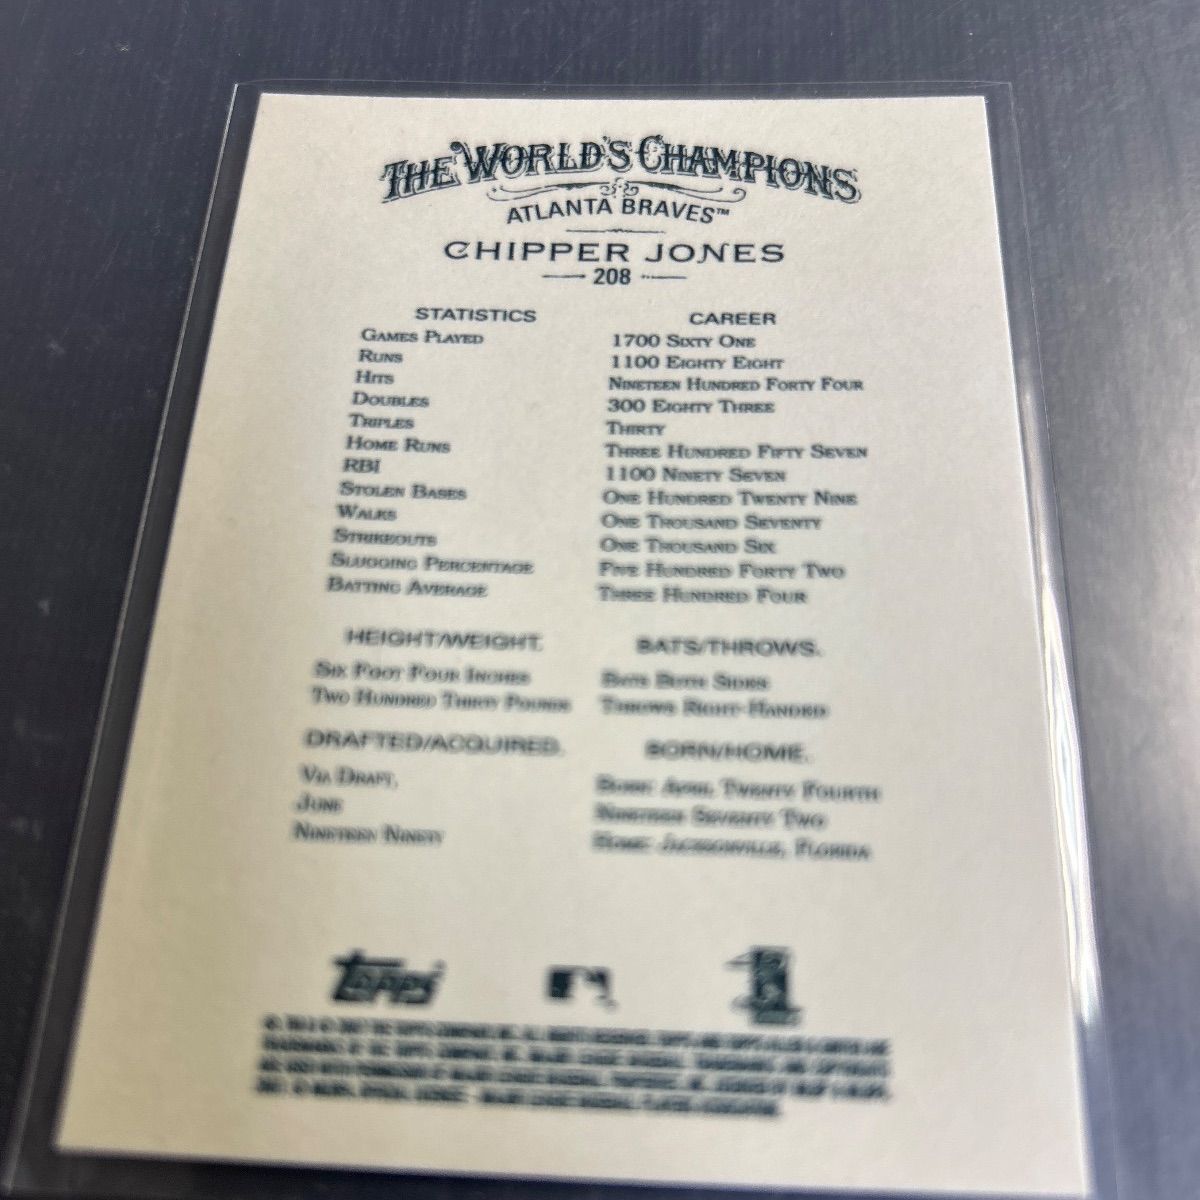 THE WORLD'S CHAMPIONS
ATLANTA BRAVES™
CHIPPER JONES
208
STATISTICS CAREER
GAMES PLAYED 1700 SIXTY ONE
RUNS 1100 EIGHTY EIGHT
HITS NINETEEN HUNDRED FORTY FOUR
DOUBLES 300 EIGHTY THREE
TRIPLES THIRTY
HOME RUNS THREE HUNDRED FIFTY SEVEN
RBI 1100 NINETY SEVEN
STOLEN BASES ONE HUNDRED TWENTY NINE
WALKS ONE THOUSAND SEVENTY
STRIKEOUTS ONE THOUSAND SIX
SLUGGING PERCENTAGE FIVE HUNDRED FORTY TWO
BATTING AVERAGE THREE HUNDRED FOUR
HEIGHT/WEIGHT. BATS/THROWS.
SIX FOOT FOUR INCHES BATS BOTH SIDES
TWO HUNDRED THIRTY POUNDS THROWS RIGHT-HANDED
DRAFTED/ACQUIRED. BORN/HOME.
VIA DRAFT, BORN: APRIL TWENTY FOURTH
JUNE NINETEEN SEVENTY TWO
NINETEEN NINETY HOME: JACKSONVILLE, FLORIDA
Topps